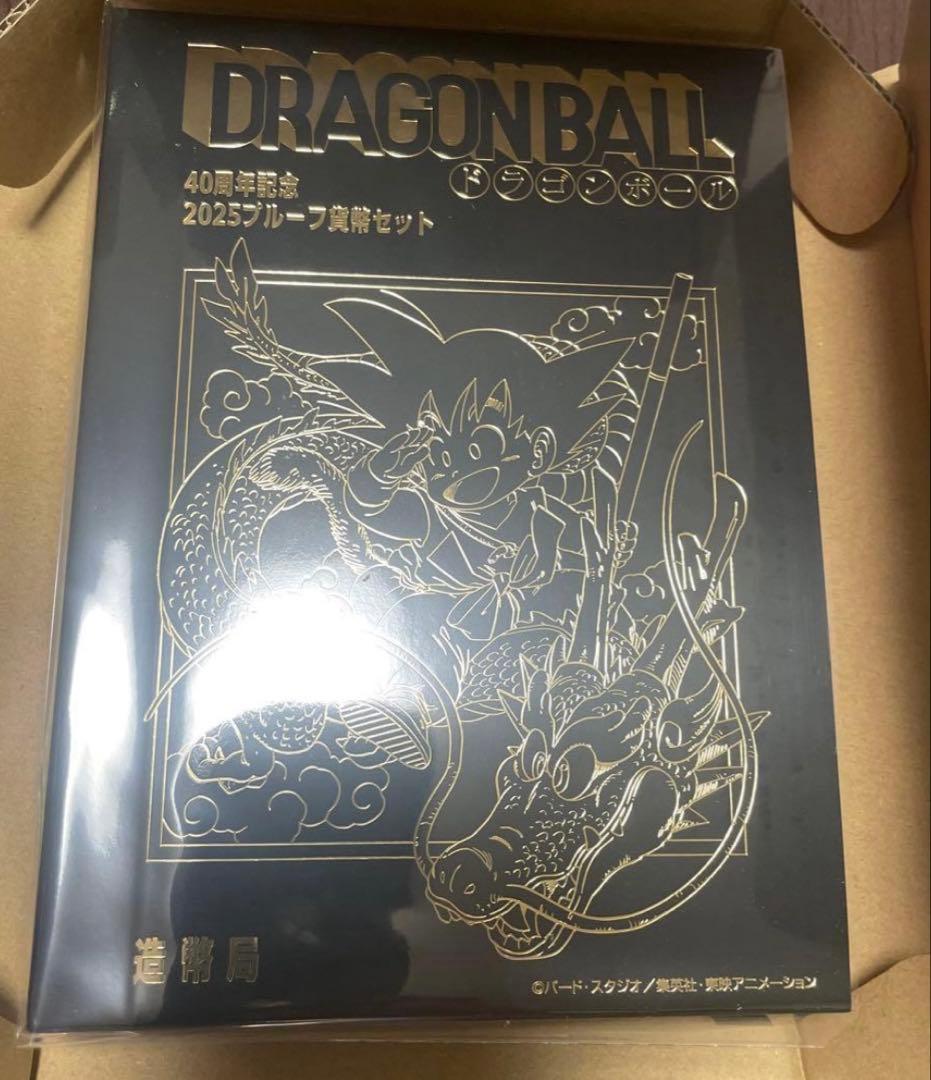 DRAGON BALL
ドラゴンボール
40周年記念
2025プルーフ貨幣セット
造幣局
©バード・スタジオ/集英社・東映アニメーション